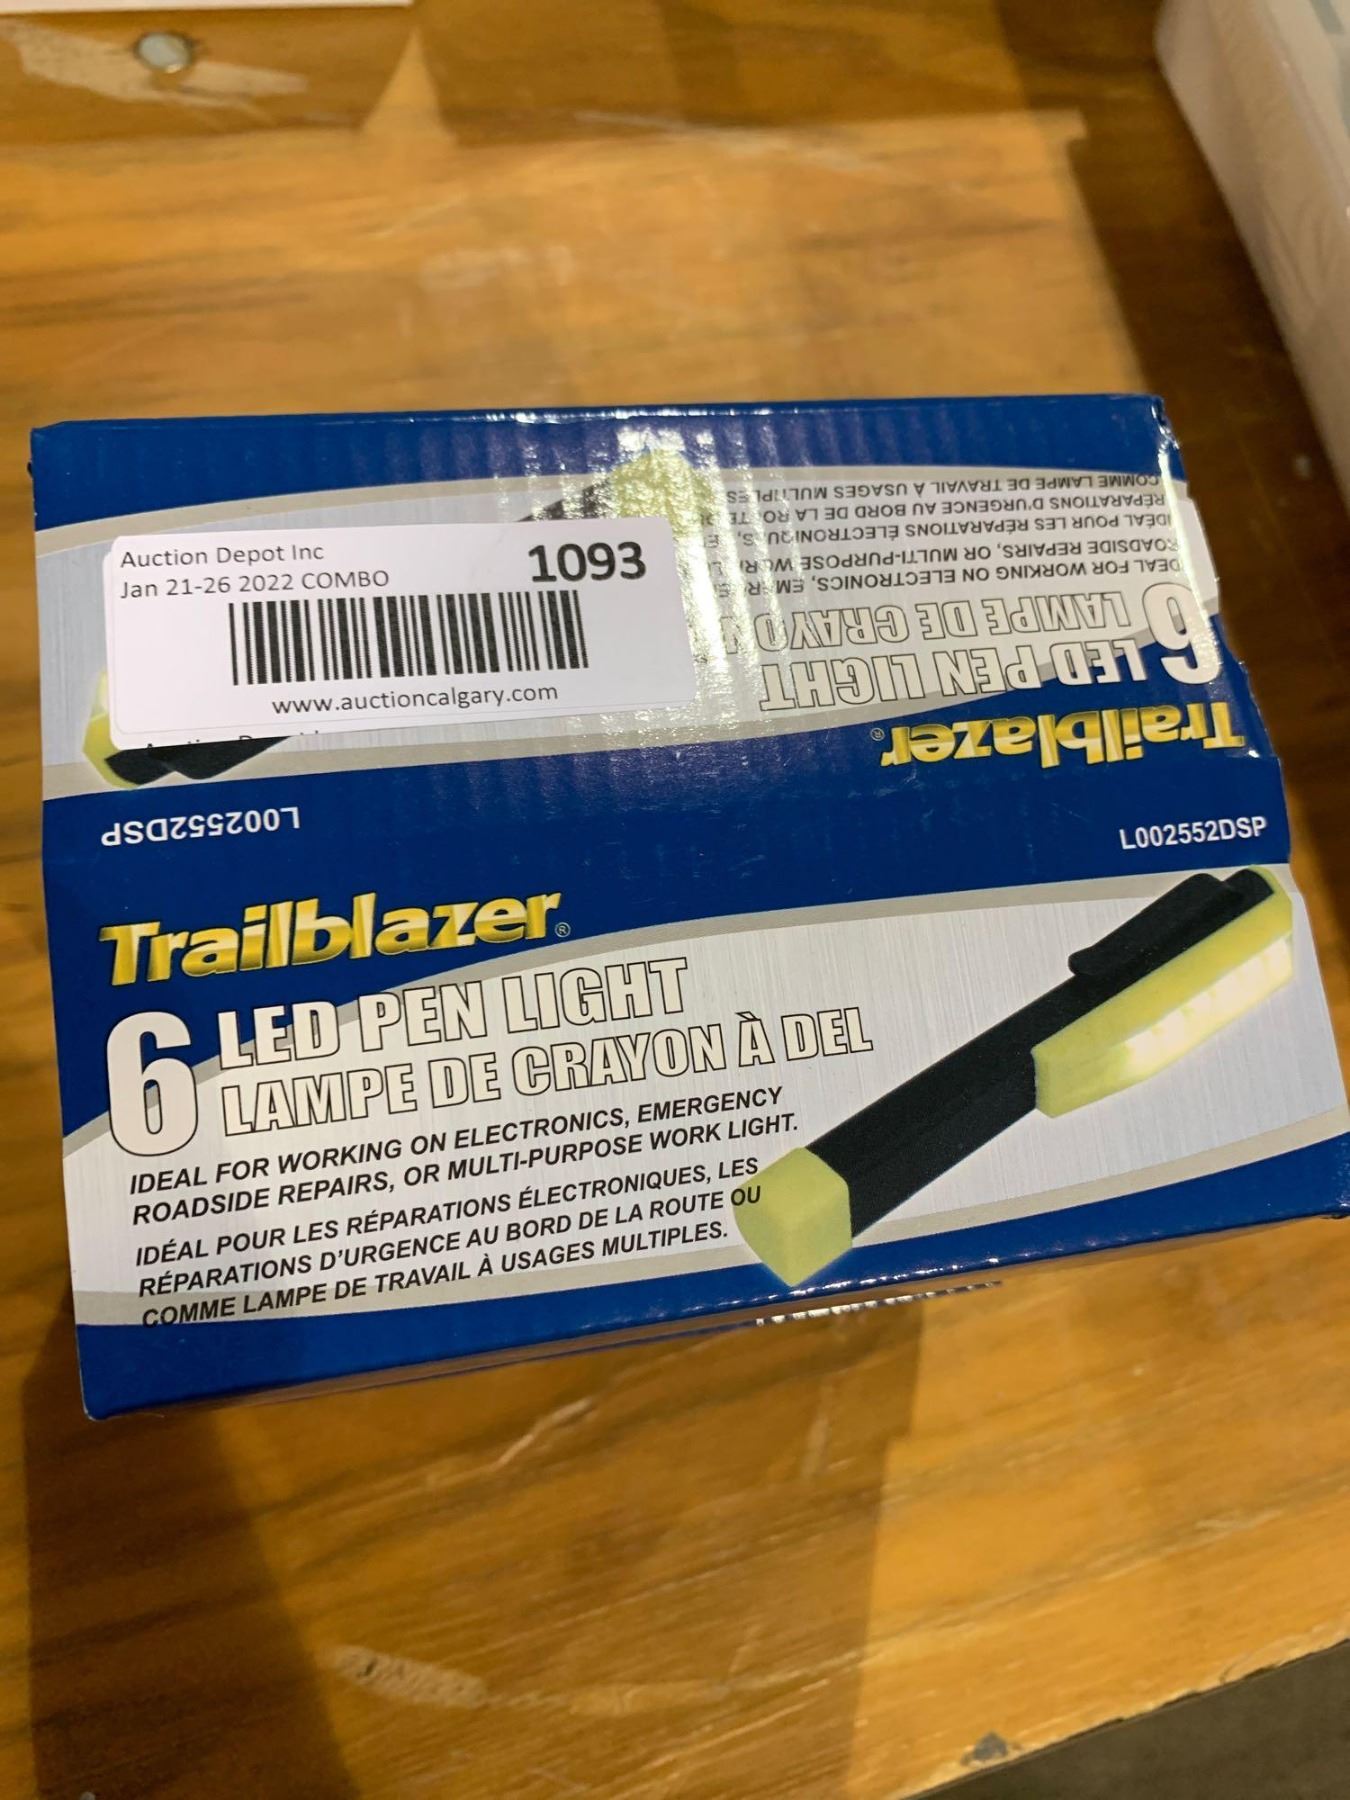 COMME LAMPE DE TRAVAIL À USAGES MULTIPLES
RÉPARATIONS D'URGENCE AU BORD DE LA ROUTE
IDÉAL POUR LES RÉPARATIONS ÉLECTRONIQUES,
ROADSIDE REPAIRS, OR MULTI-PURPOSE WORK
IDEAL FOR WORKING ON ELECTRONICS,
LAMPE DE CRAYON
6 LED PEN LIGHT
Trailblazer®
Auction Depot Inc
1093
Jan 21-26 2022 COMBO
www.auctioncalgary.com
L002552DSP
L002552DSP
Trailblazer®
6 LED PEN LIGHT
LAMPE DE CRAYON À DEL
IDEAL FOR WORKING ON ELECTRONICS, EMERGENCY
ROADSIDE REPAIRS, OR MULTI-PURPOSE WORK LIGHT.
IDÉAL POUR LES RÉPARATIONS ÉLECTRONIQUES, LES
RÉPARATIONS D'URGENCE AU BORD DE LA ROUTE OU
COMME LAMPE DE TRAVAIL À USAGES MULTIPLES.